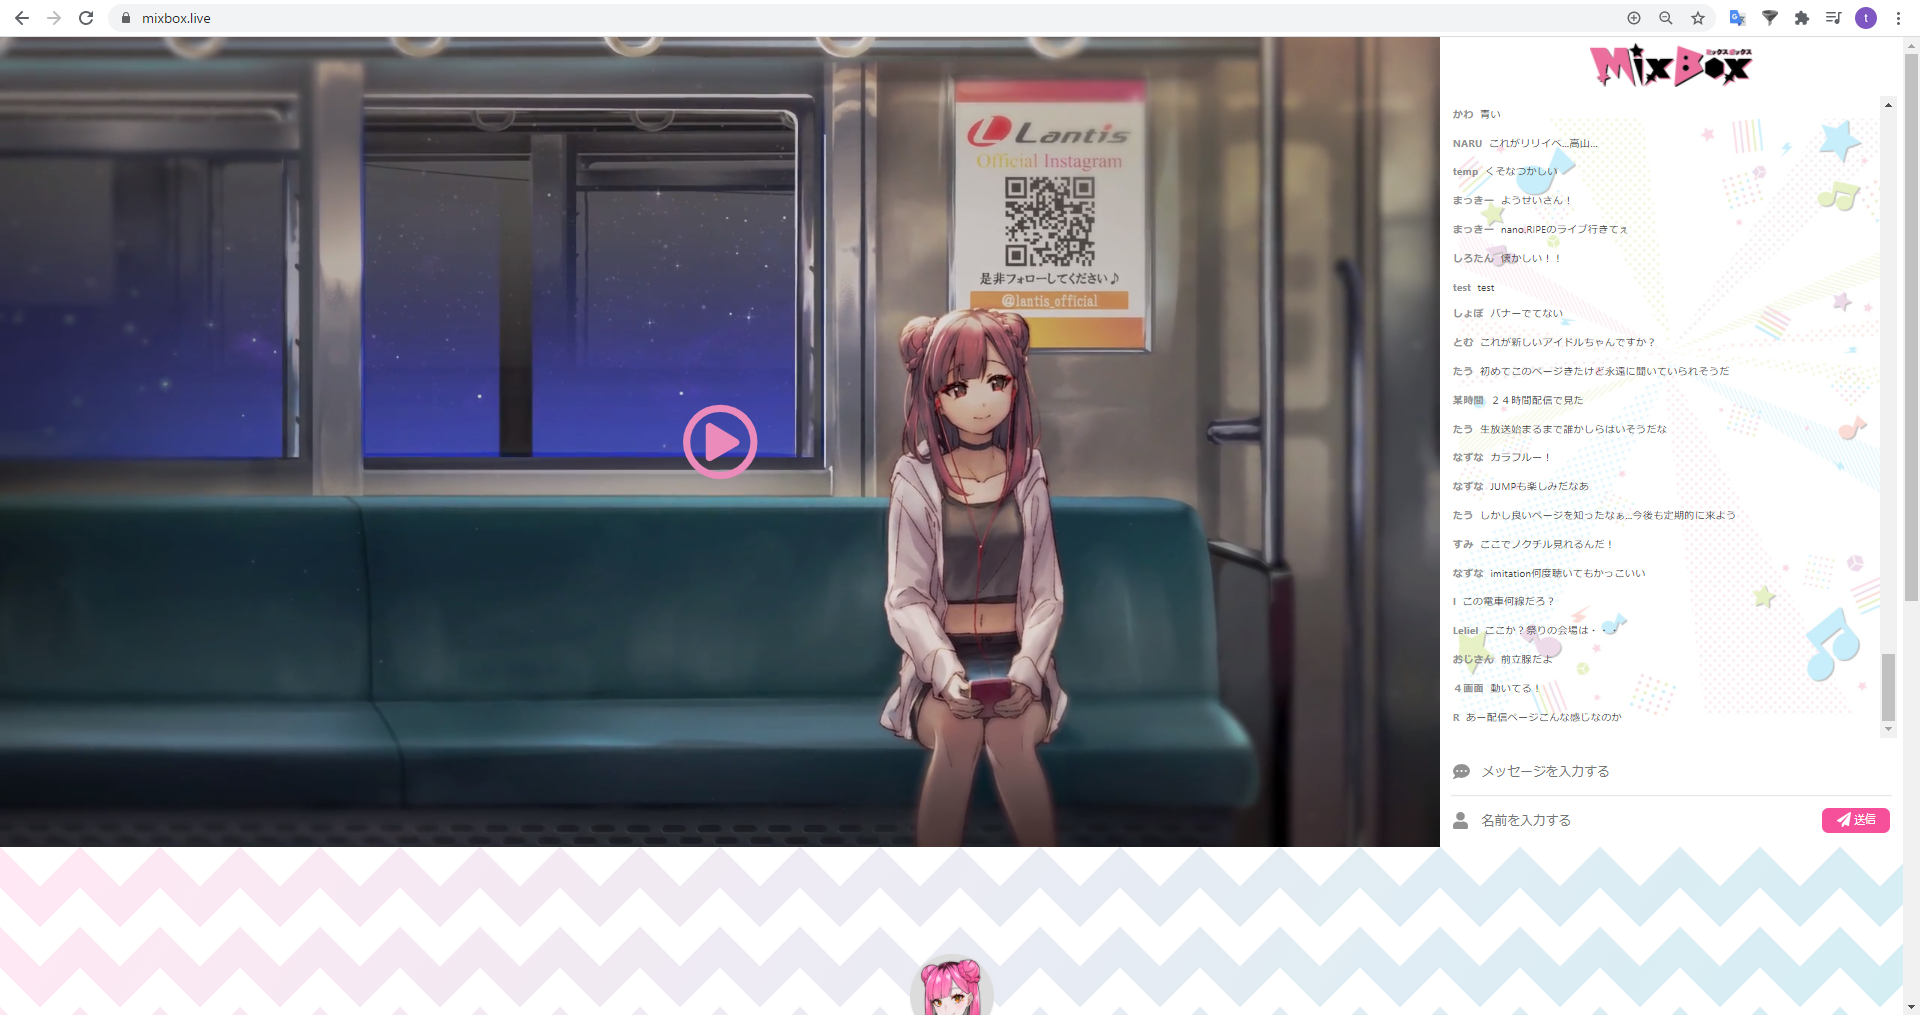 mixbox.live
t
Lantis
Official Instagram
是非フォローしてください♪
@lantis_official
MixBox
ミックスボックス
かわ 青い
NARU これがリリイベ...高山...
temp くそなつかしい
まっきー ようせいさん！
まっきー nano.RIPEのライブ行きてぇ
しろたん 懐かしい！！
test test
しょぼ バナーでてない
とむ これが新しいアイドルちゃんですか？
たう 初めてこのページきたけど永遠に聞いていられそうだ
某時間 ２４時間配信で見た
たう 生放送始まるまで誰かしらはいそうだな
なずな カラフルー！
なずな JUMPも楽しみだなあ
たう しかし良いページを知ったなぁ...今後も定期的に来よう
すみ ここでノクチル見れるんだ！
なずな imitation何度聴いてもかっこいい
I この電車何線だろ？
Leliel ここか？祭りの会場は・・・
おじさん 前立腺だよ
４画面 動いてる！
R あー配信ページこんな感じなのか
メッセージを入力する
名前を入力する
送信